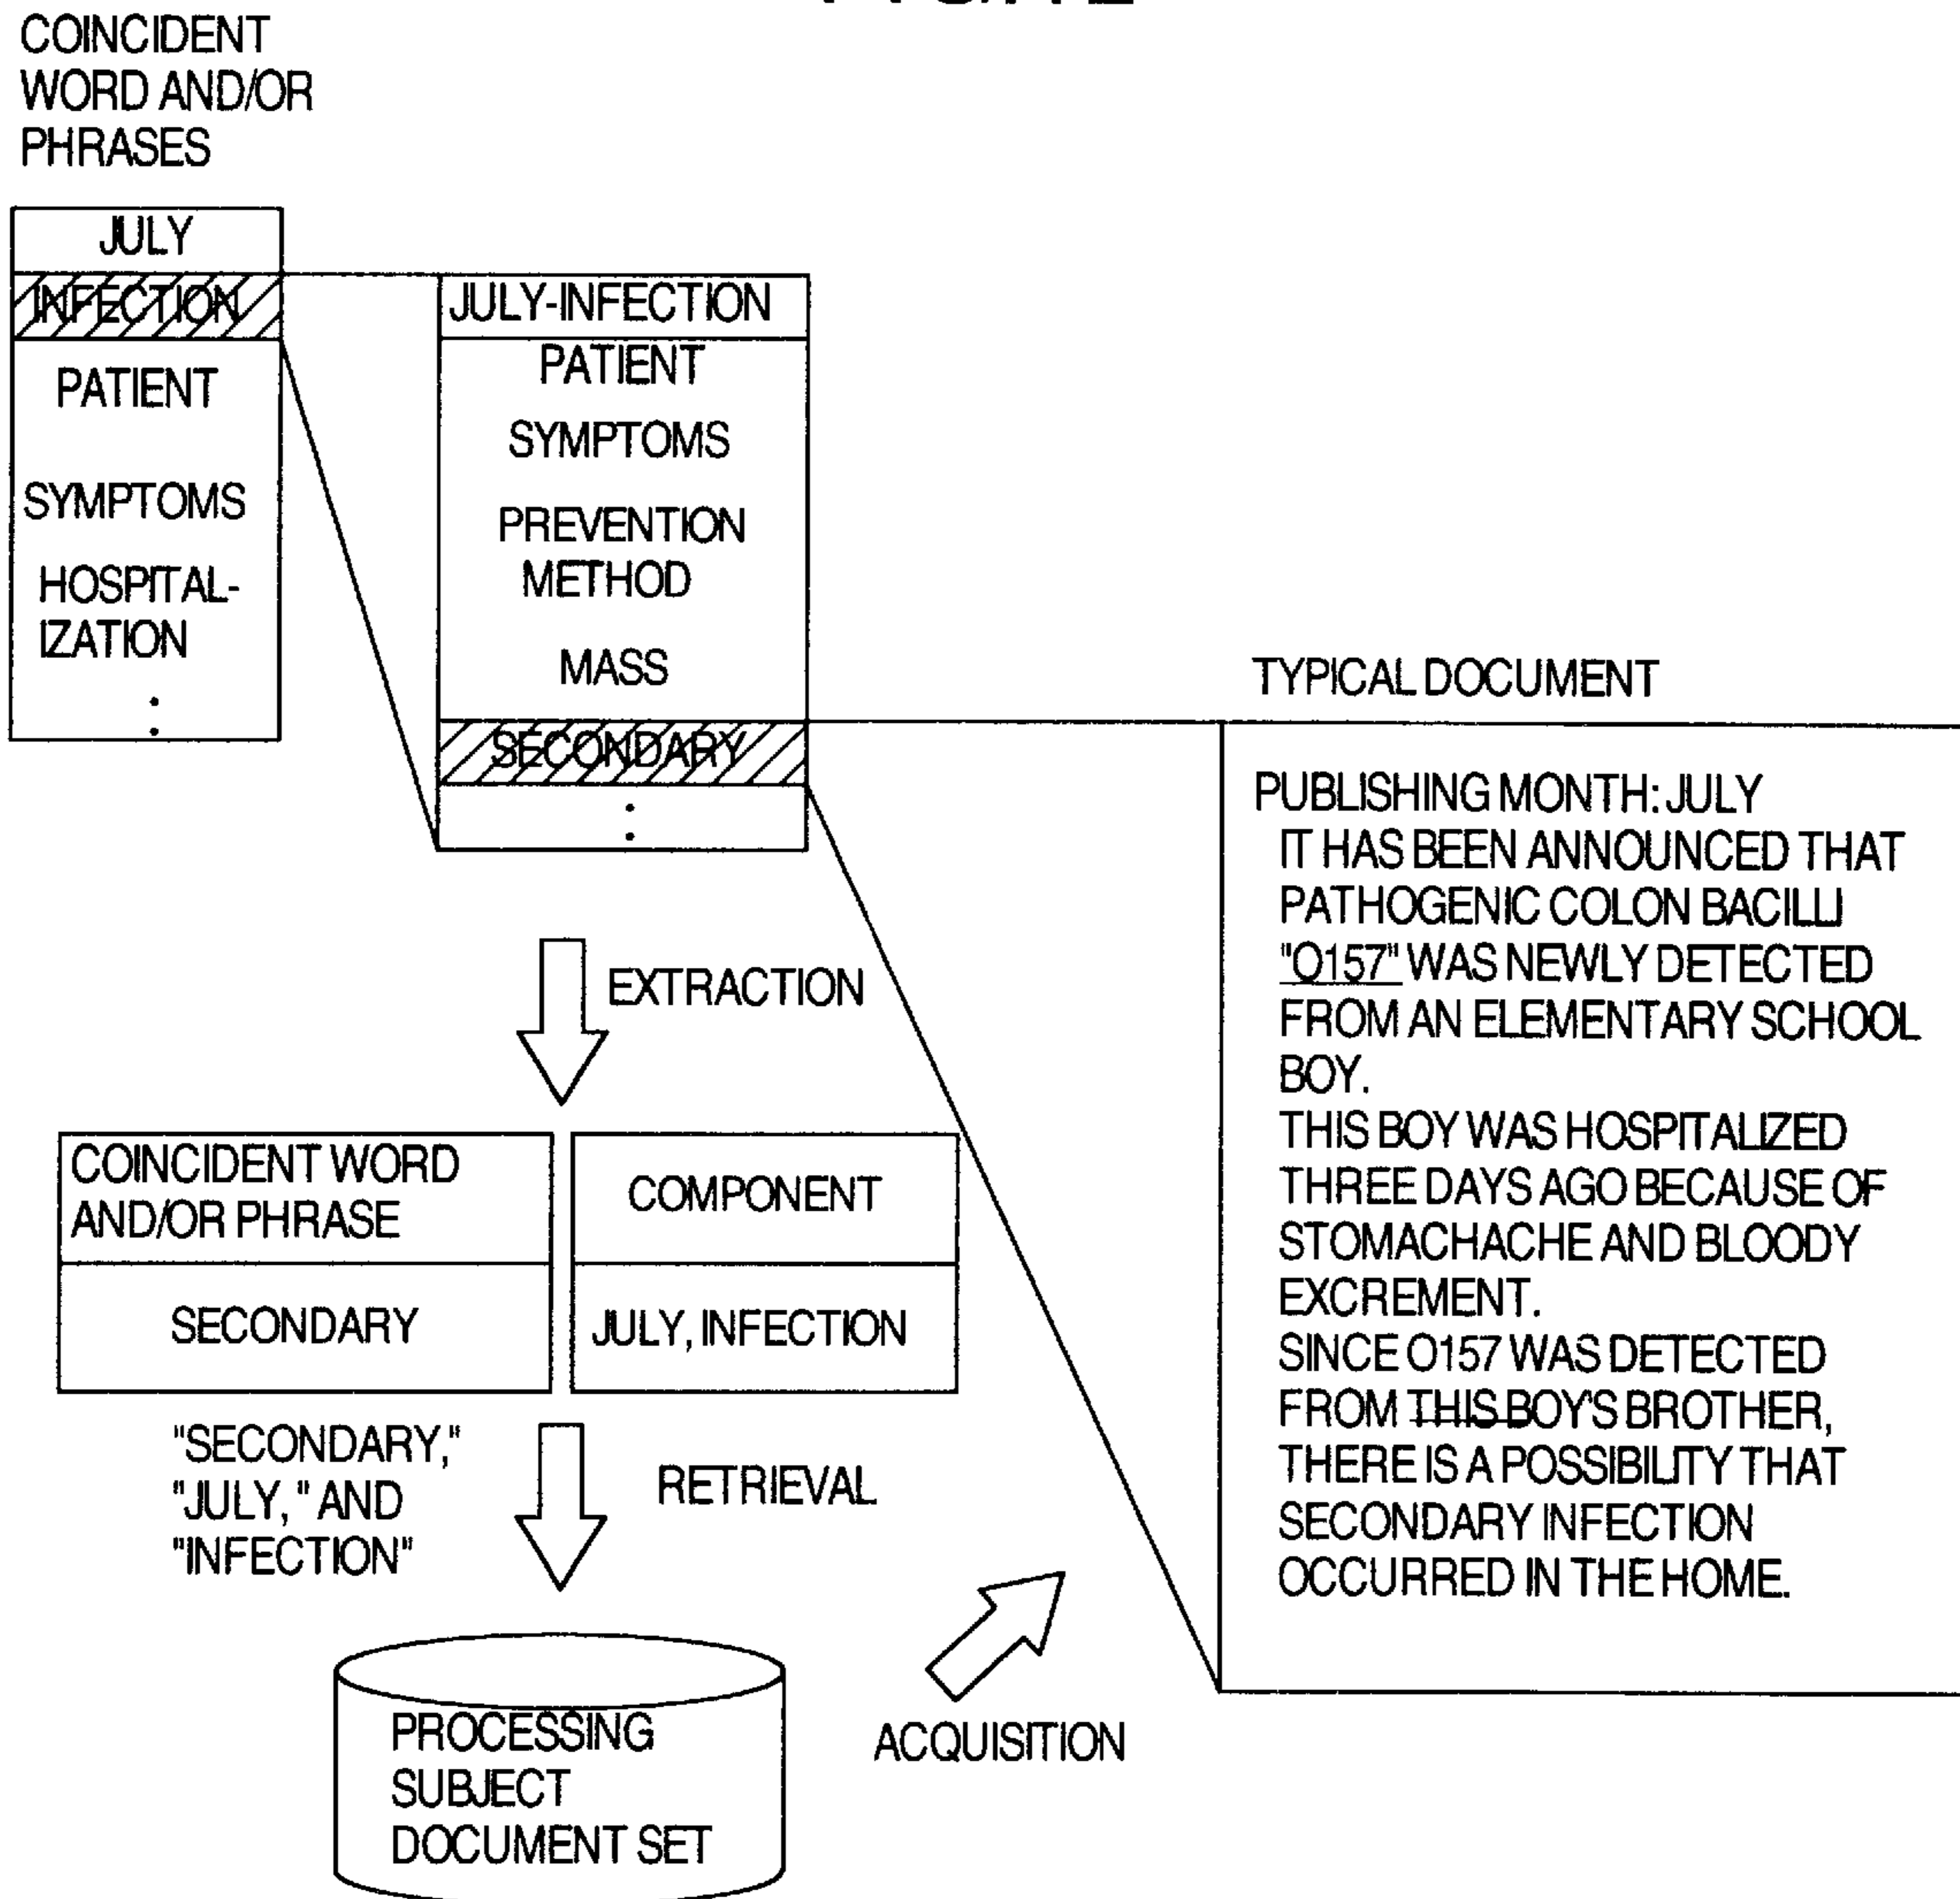 COINCIDENT
WORD AND/OR
PHRASES
JULY
INFECTION
PATIENT
SYMPTOMS
HOSPITAL-
IZATION
:
JULY-INFECTION
PATIENT
SYMPTOMS
PREVENTION
METHOD
MASS
SECONDARY
:
EXTRACTION
COINCIDENT WORD
AND/OR PHRASE
COMPONENT
SECONDARY
JULY, INFECTION
"SECONDARY,"
"JULY, " AND
"INFECTION"
RETRIEVAL
PROCESSING
SUBJECT
DOCUMENT SET
ACQUISITION
TYPICAL DOCUMENT
PUBLISHING MONTH: JULY
IT HAS BEEN ANNOUNCED THAT
PATHOGENIC COLON BACILLI
"O157" WAS NEWLY DETECTED
FROM AN ELEMENTARY SCHOOL
BOY.
THIS BOY WAS HOSPITALIZED
THREE DAYS AGO BECAUSE OF
STOMACHACHE AND BLOODY
EXCREMENT.
SINCE O157 WAS DETECTED
FROM THIS BOY'S BROTHER,
THERE IS A POSSIBILITY THAT
SECONDARY INFECTION
OCCURRED IN THE HOME.